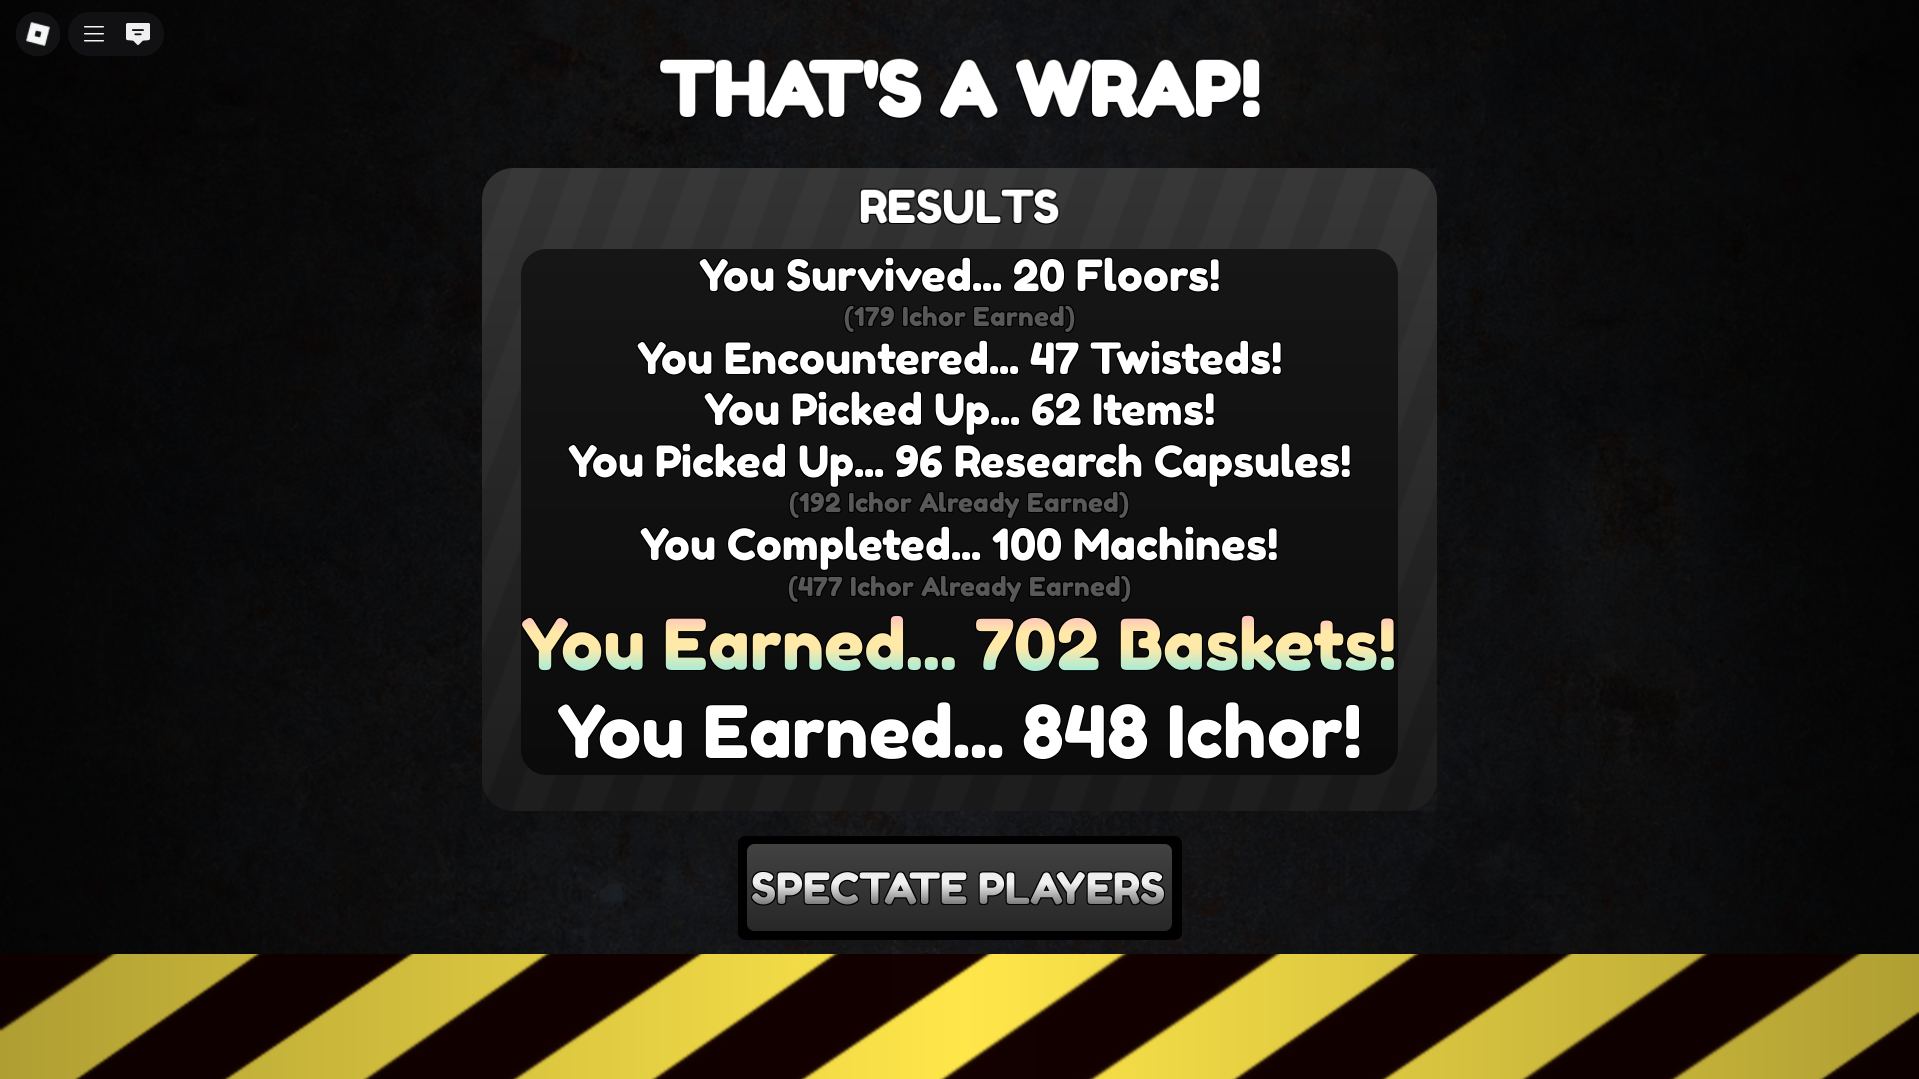 THAT'S A WRAP!
RESULTS
You Survived... 20 Floors!
(179 Ichor Earned)
You Encountered... 47 Twisteds!
You Picked Up... 62 Items!
You Picked Up... 96 Research Capsules!
(192 Ichor Already Earned)
You Completed... 100 Machines!
(477 Ichor Already Earned)
You Earned... 702 Baskets!
You Earned... 848 Ichor!
SPECTATE PLAYERS